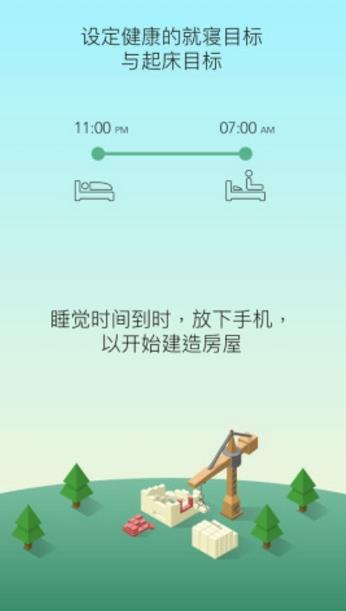 设定健康的就寝目标
与起床目标
11:00 PM
07:00 AM
睡觉时间到时，放下手机，
以开始建造房屋